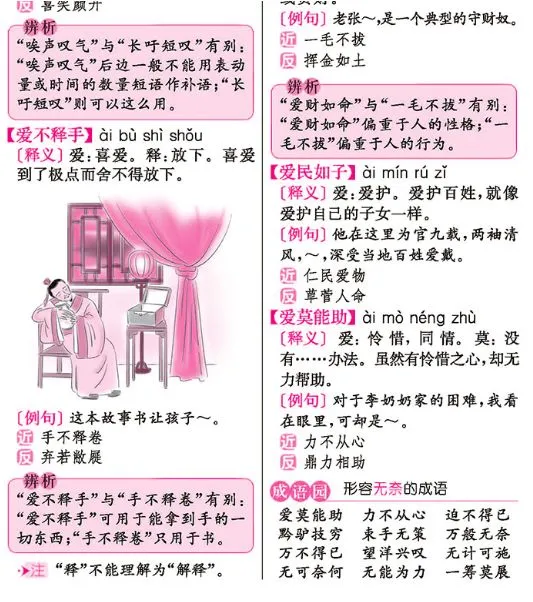 反 喜笑颜开
辨析
“唉声叹气”与“长吁短叹”有别：
“唉声叹气”后边一般不能用表动
量或时间的数量短语作补语；“长
吁短叹”则可以这么用。
【爱不释手】ài bù shì shǒu
〔释义〕爱：喜爱。释：放下。喜爱
到了极点而舍不得放下。
〔例句〕这本故事书让孩子～。
近 手不释卷
反 弃若敝屣
辨析
“爱不释手”与“手不释卷”有别：
“爱不释手”可用于能拿到手的一
切东西；“手不释卷”只用于书。
注 “释”不能理解为“解释”。
〔例句〕老张～，是一个典型的守财奴。
近 一毛不拔
反 挥金如土
辨析
“爱财如命”与“一毛不拔”有别：
“爱财如命”偏重于人的性格；“一
毛不拔”偏重于人的行为。
【爱民如子】ài mín rú zǐ
〔释义〕爱：爱护。爱护百姓，就像
爱护自己的子女一样。
〔例句〕他在这里为官九载，两袖清
风，～，深受当地百姓爱戴。
近 仁民爱物
反 草菅人命
【爱莫能助】ài mò néng zhù
〔释义〕爱：怜惜，同情。莫：没
有……办法。虽然有怜惜之心，却无
力帮助。
〔例句〕对于李奶奶家的困难，我看
在眼里，可却是～。
近 力不从心
反 鼎力相助
成语园 形容无奈的成语
爱莫能助 力不从心 迫不得已
黔驴技穷 束手无策 万般无奈
万不得已 望洋兴叹 无计可施
无可奈何 无能为力 一筹莫展